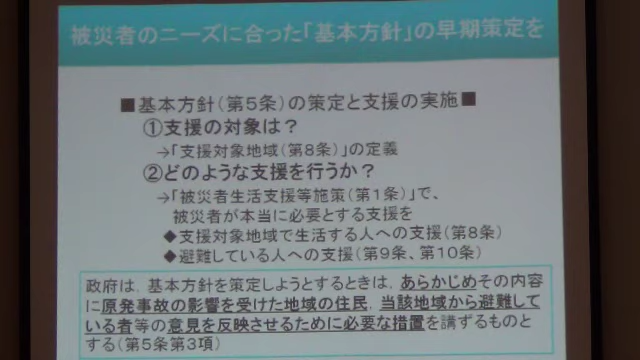 被災者のニーズに合った「基本方針」の早期策定を
■基本方針（第5条）の策定と支援の実施■
①支援の対象は？
→「支援対象地域（第8条）」の定義
②どのような支援を行うか？
→「被災者生活支援等施策（第1条）」で、
被災者が本当に必要とする支援を
◆支援対象地域で生活する人への支援（第8条）
◆避難している人への支援（第9条、第10条）
政府は，基本方針を策定しようとするときは，あらかじめその内容
に原発事故の影響を受けた地域の住民，当該地域から避難して
いる者等の意見を反映させるために必要な措置を講ずるものと
する（第5条第3項）